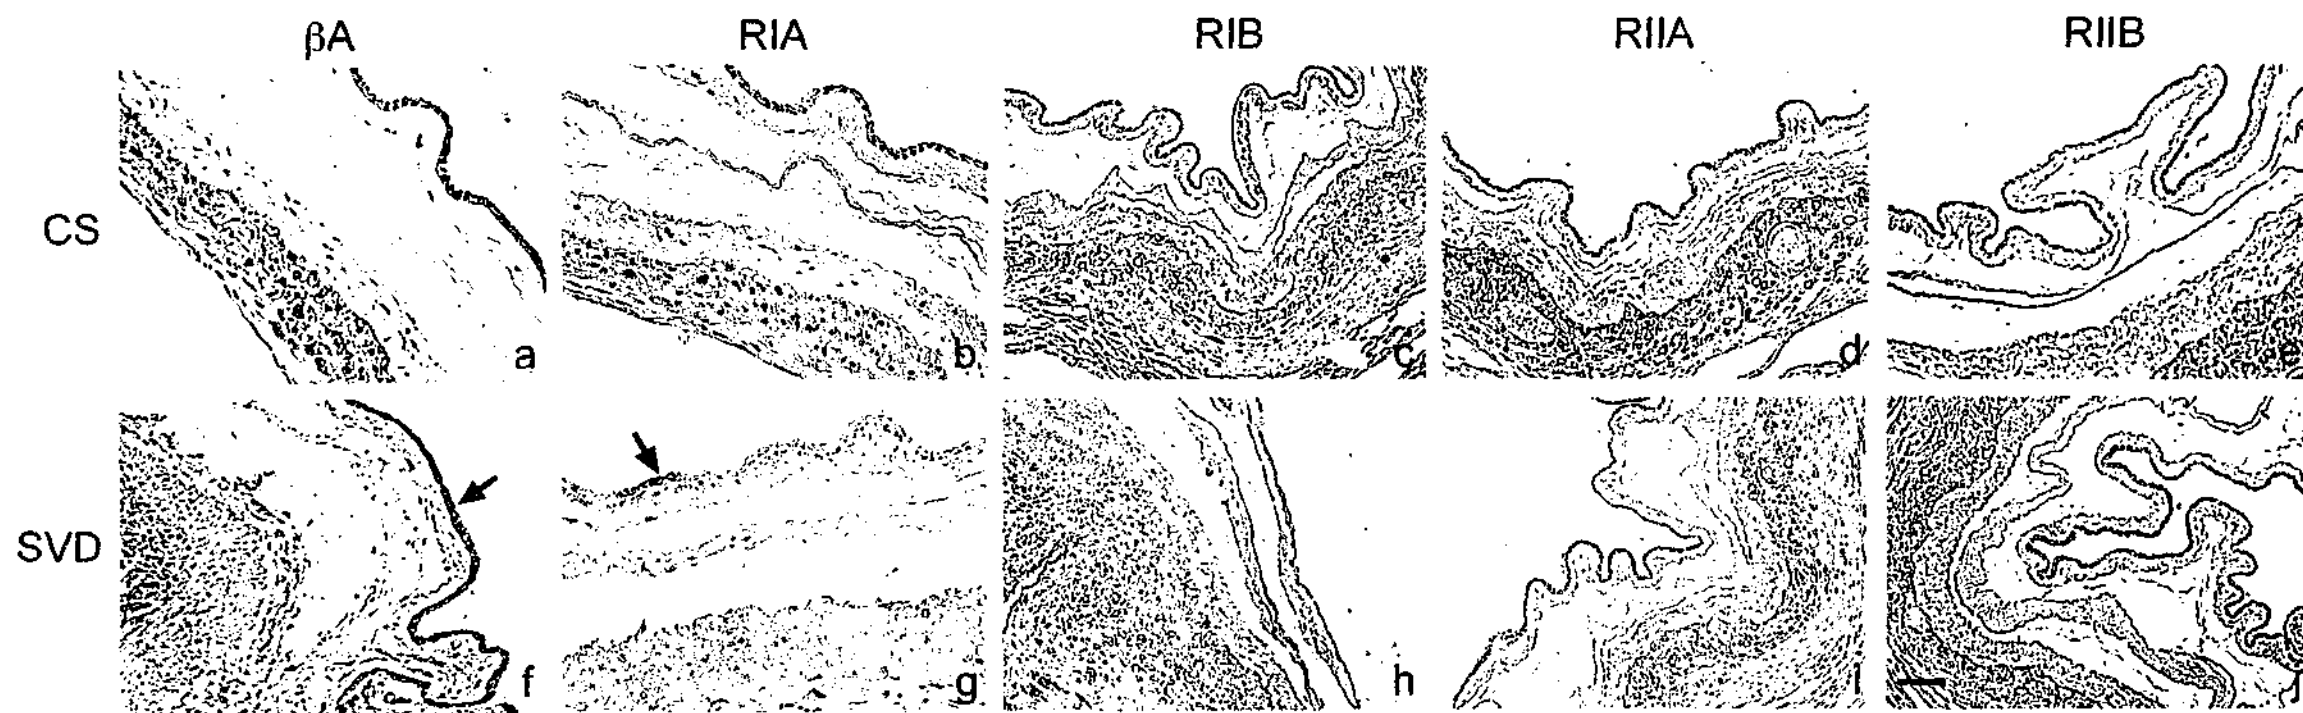 βA RIA RIB RIIA RIIB
CS
a b c d e
SVD
f g h i j